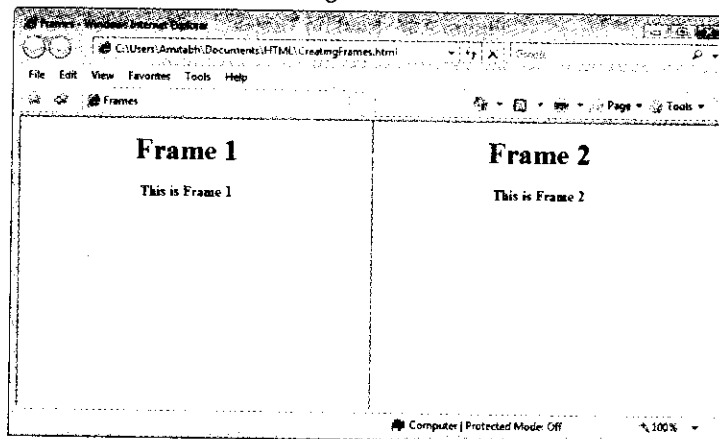 Frames - Windows Internet Explorer
C:\Users\Amitabh\Documents\HTML\CreatingFrames.html
Google
File Edit View Favorites Tools Help
Frames
Page Tools
Frame 1
Frame 2
This is Frame 1
This is Frame 2
Computer | Protected Mode: Off
100%